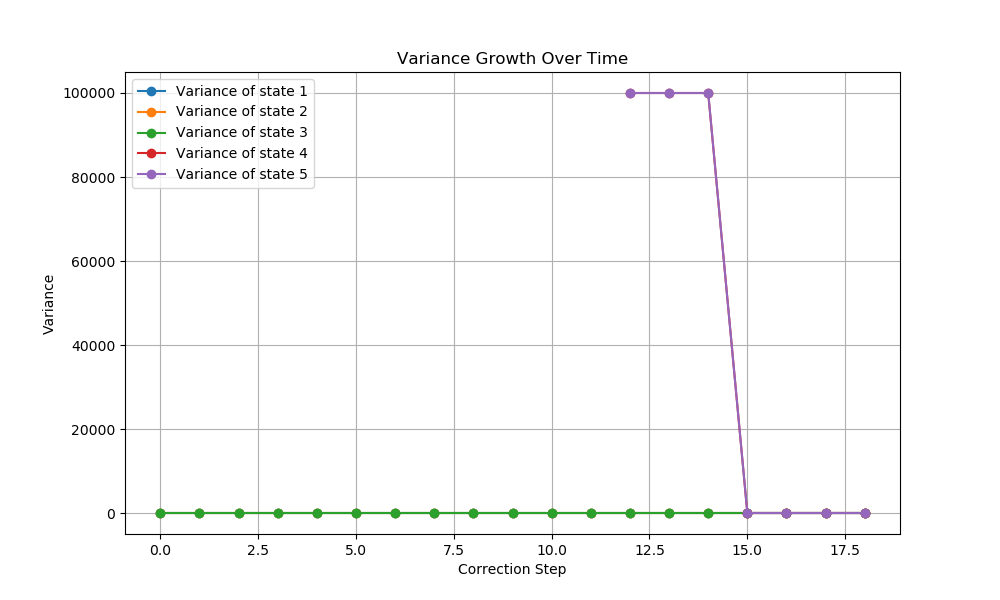 Variance Growth Over Time
Variance of state 1
Variance of state 2
Variance of state 3
Variance of state 4
Variance of state 5
Variance
100000
80000
60000
40000
20000
0
0.0 2.5 5.0 7.5 10.0 12.5 15.0 17.5
Correction Step